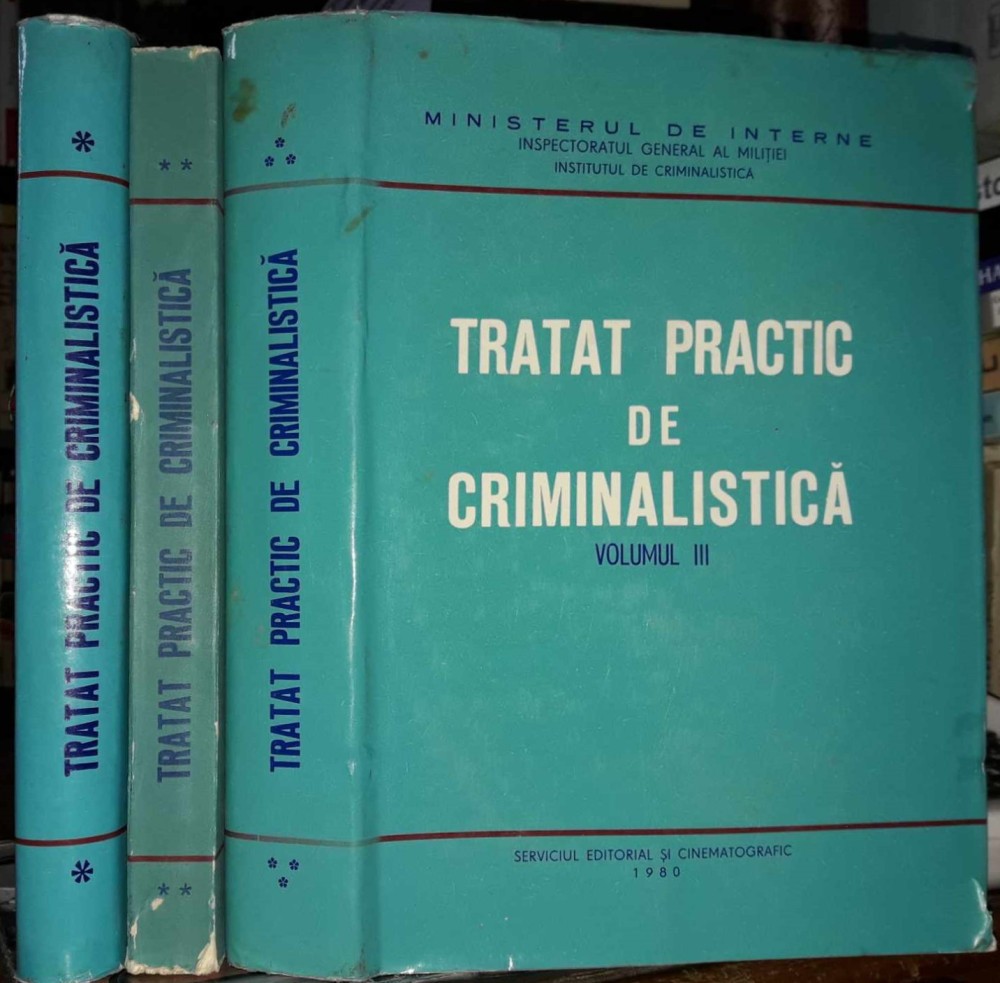 *
TRATAT PRACTIC DE CRIMINALISTICĂ
*
* *
TRATAT PRACTIC DE CRIMINALISTICĂ
* *
* * *
TRATAT PRACTIC DE CRIMINALISTICĂ
* * *
MINISTERUL DE INTERNE
INSPECTORATUL GENERAL AL MILIȚIEI
INSTITUTUL DE CRIMINALISTICĂ
TRATAT PRACTIC
DE
CRIMINALISTICĂ
VOLUMUL III
SERVICIUL EDITORIAL ȘI CINEMATOGRAFIC
1980